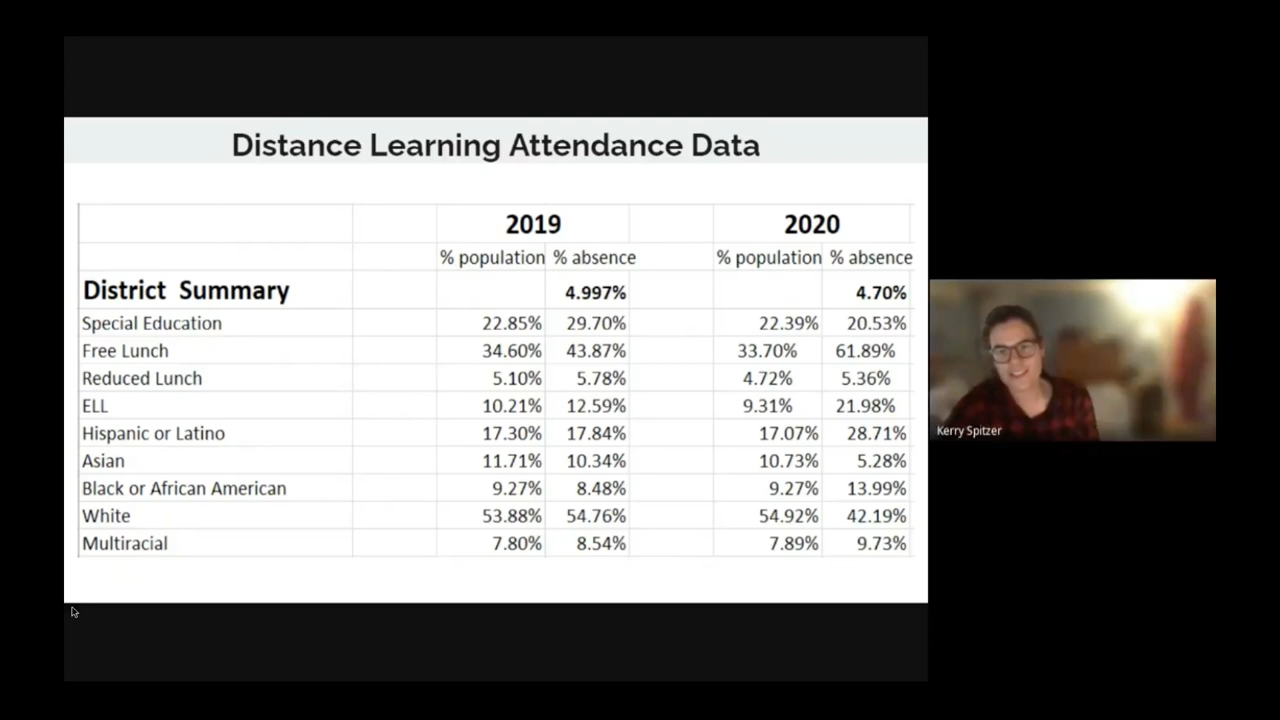 Distance Learning Attendance Data
2019 2020
% population % absence % population % absence
District Summary 4.997% 4.70%
Special Education 22.85% 29.70% 22.39% 20.53%
Free Lunch 34.60% 43.87% 33.70% 61.89%
Reduced Lunch 5.10% 5.78% 4.72% 5.36%
ELL 10.21% 12.59% 9.31% 21.98%
Hispanic or Latino 17.30% 17.84% 17.07% 28.71%
Asian 11.71% 10.34% 10.73% 5.28%
Black or African American 9.27% 8.48% 9.27% 13.99%
White 53.88% 54.76% 54.92% 42.19%
Multiracial 7.80% 8.54% 7.89% 9.73%
Kerry Spitzer